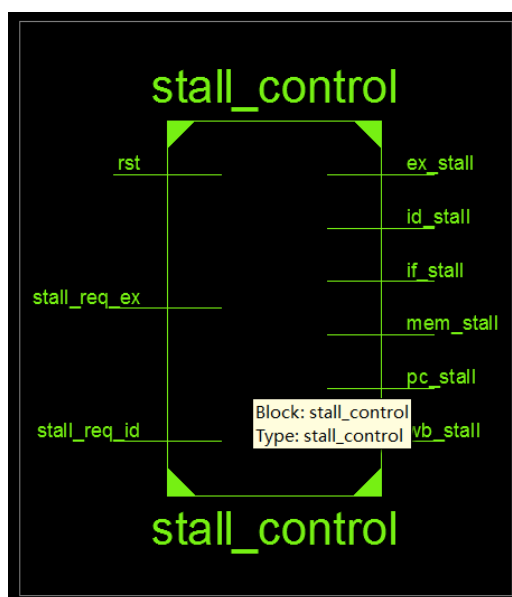 stall_control
rst
ex_stall
id_stall
if_stall
stall_req_ex
mem_stall
pc_stall
Block: stall_control
Type: stall_control
stall_req_id
wb_stall
stall_control